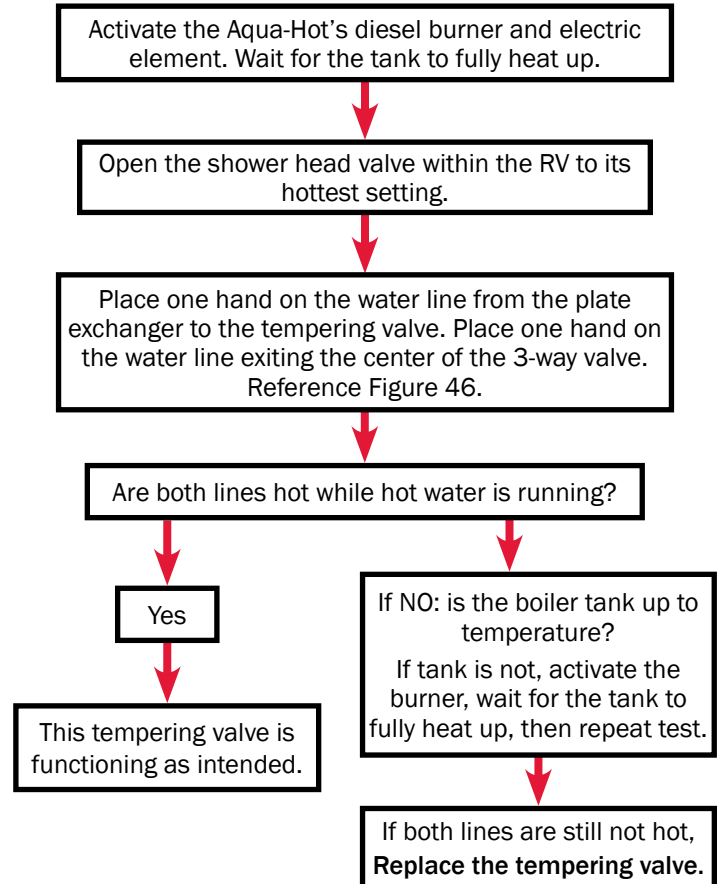 Activate the Aqua-Hot's diesel burner and electric
element. Wait for the tank to fully heat up.
Open the shower head valve within the RV to its
hottest setting.
Place one hand on the water line from the plate
exchanger to the tempering valve. Place one hand on
the water line exiting the center of the 3-way valve.
Reference Figure 46.
Are both lines hot while hot water is running?
Yes
This tempering valve is
functioning as intended.
If NO: is the boiler tank up to
temperature?
If tank is not, activate the
burner, wait for the tank to
fully heat up, then repeat test.
If both lines are still not hot,
Replace the tempering valve.